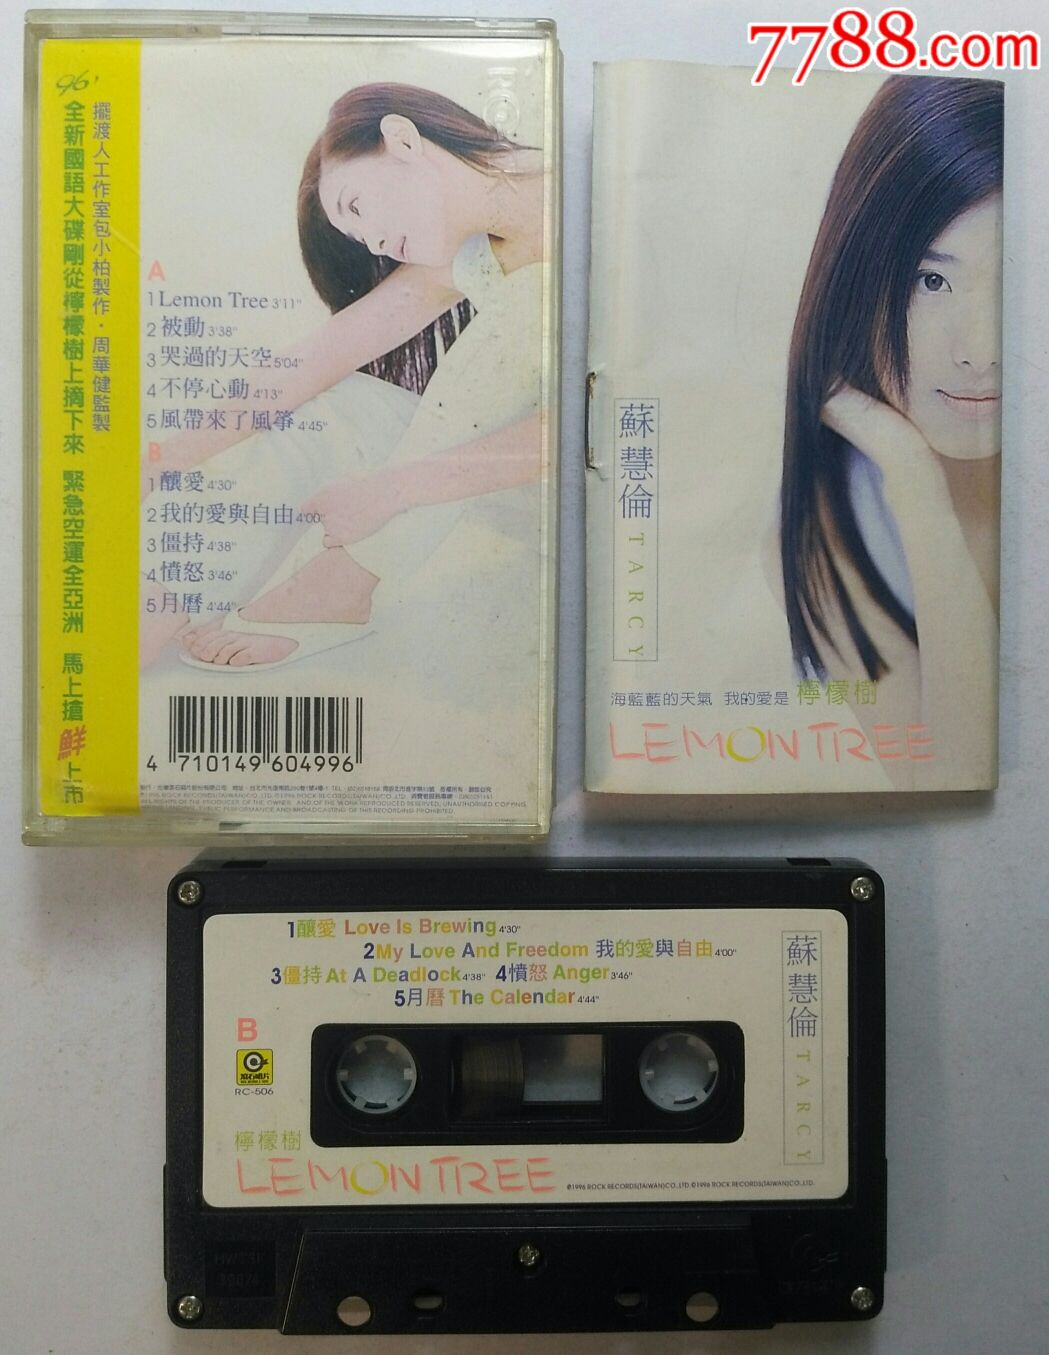 7788.com
96'
擺渡人工作室包小柏製作·周華健監製
全新國語大碟剛從檸檬樹上摘下來 緊急空運全亞洲 馬上搶鮮上市
A
1 Lemon Tree 3'11"
2 被動 3'38"
3 哭過的天空 5'04"
4 不停心動 4'13"
5 風帶來了風箏 4'45"
B
1 釀愛 4'30"
2 我的愛與自由 4'00"
3 僵持 4'38"
4 憤怒 3'46"
5 月曆 4'44"
4 710149 604996
蘇慧倫 TARCY
海藍藍的天氣 我的愛是 檸檬樹
LEMON TREE
1釀愛 Love Is Brewing 4'30"
2My Love And Freedom 我的愛與自由 4'00"
3僵持 At A Deadlock 4'38" 4憤怒 Anger 3'46"
5月曆 The Calendar 4'44"
B
滾石唱片
RC-506
檸檬樹
LEMON TREE
蘇慧倫 TARCY
℗1996 ROCK RECORDS(TAIWAN)CO.,LTD ©1996 ROCK RECORDS(TAIWAN)CO.,LTD.